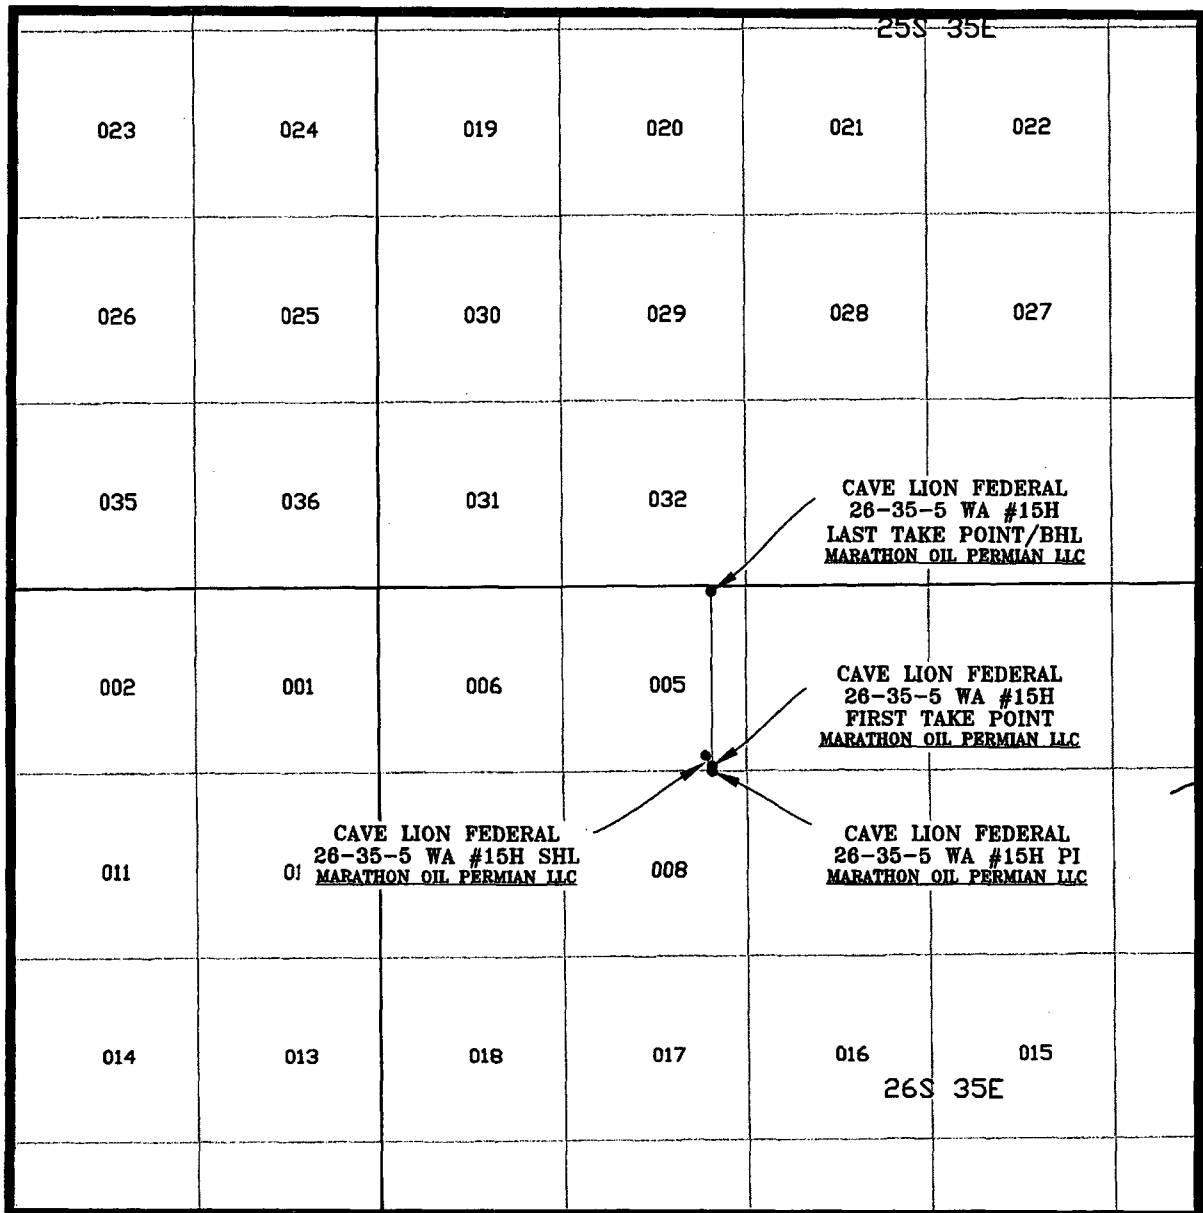 25S 35E
023 024 019 020 021 022
026 025 030 029 028 027
035 036 031 032
CAVE LION FEDERAL
26-35-5 WA #15H
LAST TAKE POINT/BHL
MARATHON OIL PERMIAN LLC
002 001 006 005
CAVE LION FEDERAL
26-35-5 WA #15H
FIRST TAKE POINT
MARATHON OIL PERMIAN LLC
CAVE LION FEDERAL
26-35-5 WA #15H SHL
MARATHON OIL PERMIAN LLC
CAVE LION FEDERAL
26-35-5 WA #15H PI
MARATHON OIL PERMIAN LLC
011 01 008
014 013 018 017 016 015
26S 35E